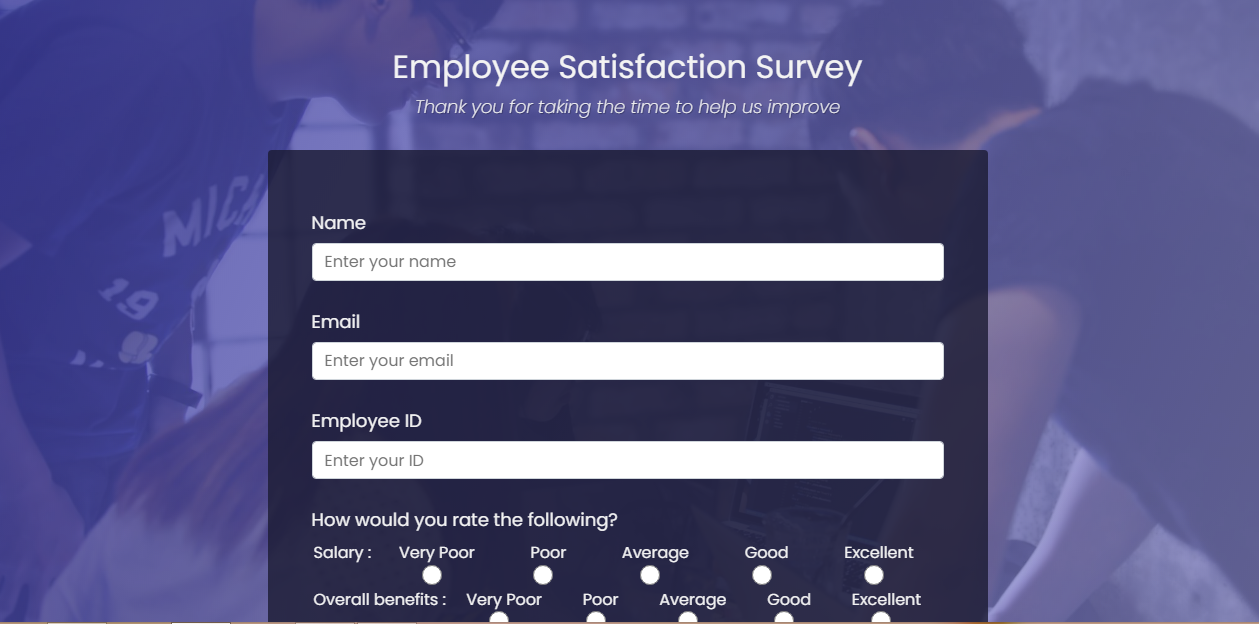 Employee Satisfaction Survey
Thank you for taking the time to help us improve
Name
Enter your name
Email
Enter your email
Employee ID
Enter your ID
How would you rate the following?
Salary : Very Poor Poor Average Good Excellent
Overall benefits : Very Poor Poor Average Good Excellent
19